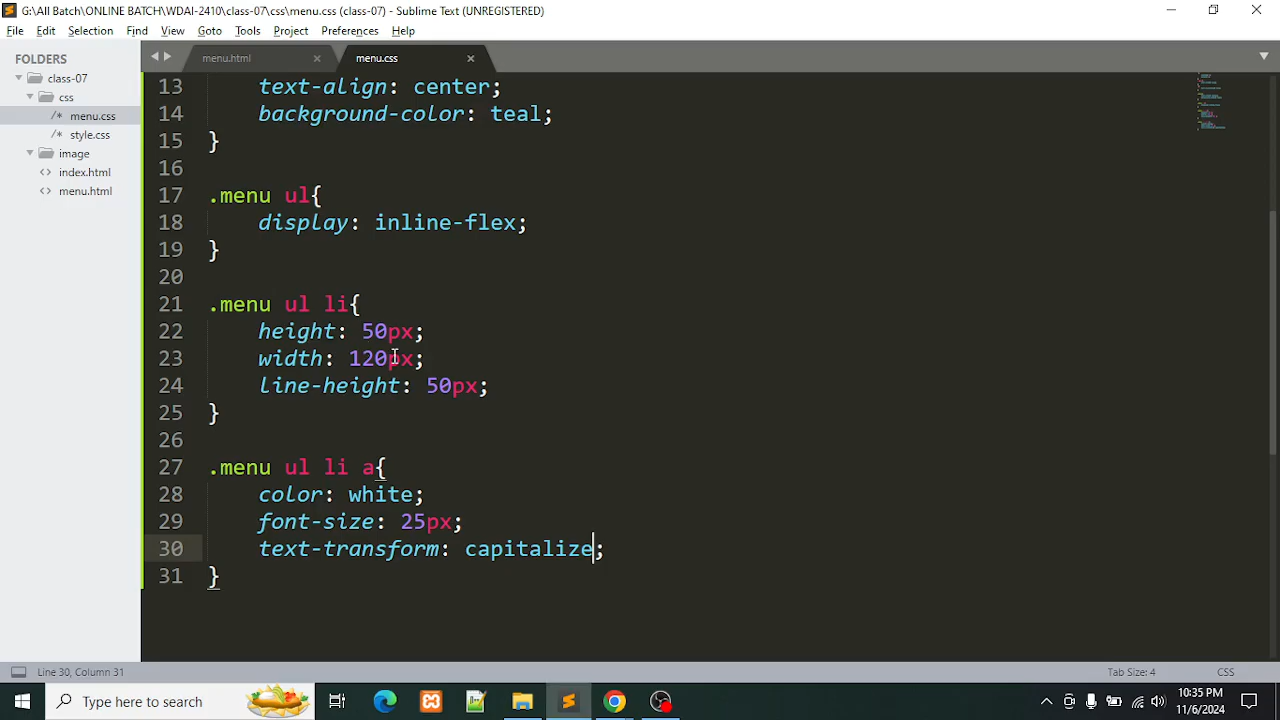 G:\All Batch\ONLINE BATCH\WDAI-2410\class-07\css\menu.css (class-07) - Sublime Text (UNREGISTERED)
File Edit Selection Find View Goto Tools Project Preferences Help
FOLDERS
class-07
css
/* menu.css
/* style.css
image
<> index.html
<> menu.html
menu.html ×
menu.css ×
13 text-align: center;
14 background-color: teal;
15 }
16
17 .menu ul{
18 display: inline-flex;
19 }
20
21 .menu ul li{
22 height: 50px;
23 width: 120px;
24 line-height: 50px;
25 }
26
27 .menu ul li a{
28 color: white;
29 font-size: 25px;
30 text-transform: capitalize;
31 }
Line 30, Column 31
Tab Size: 4
CSS
Type here to search
10:35 PM
11/6/2024